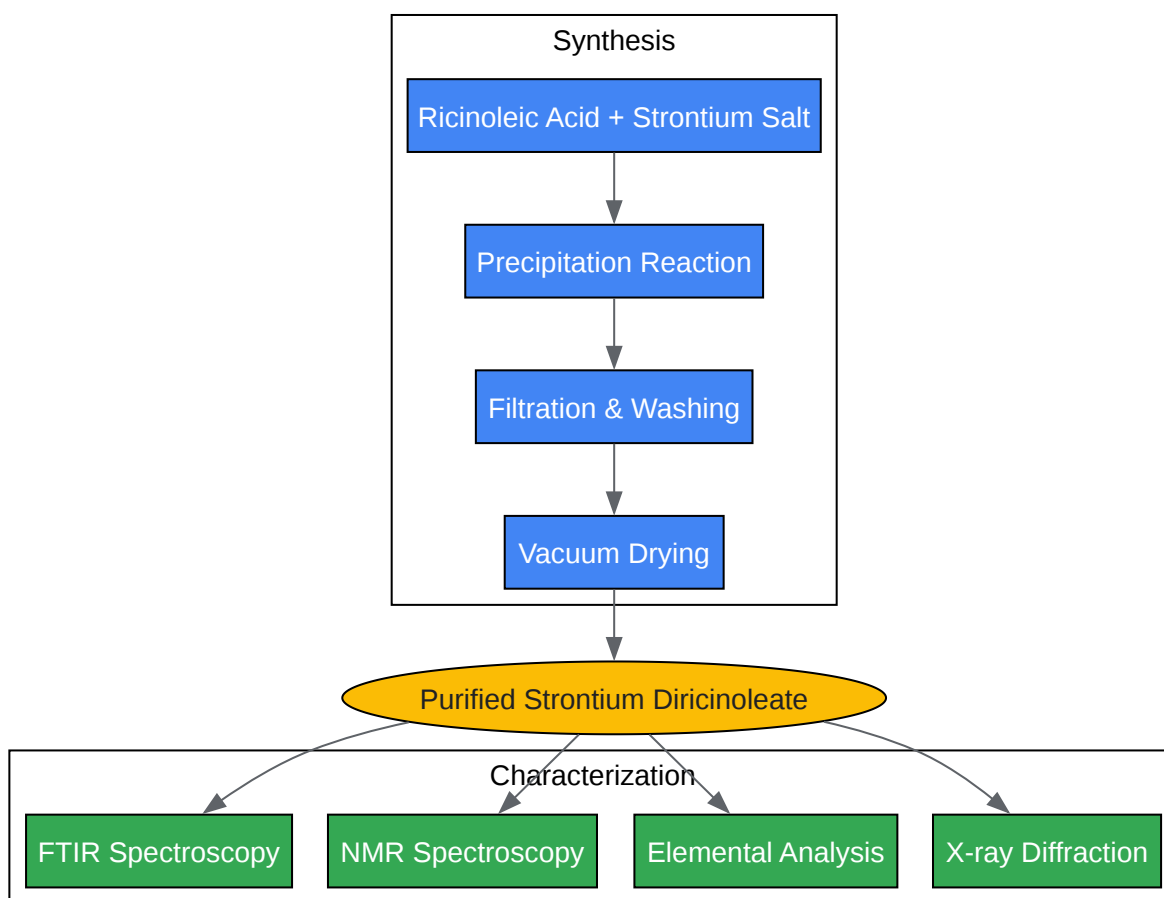 Synthesis
Ricinoleic Acid + Strontium Salt
Precipitation Reaction
Filtration & Washing
Vacuum Drying
Purified Strontium Diricinoleate
Characterization
FTIR Spectroscopy
NMR Spectroscopy
Elemental Analysis
X-ray Diffraction